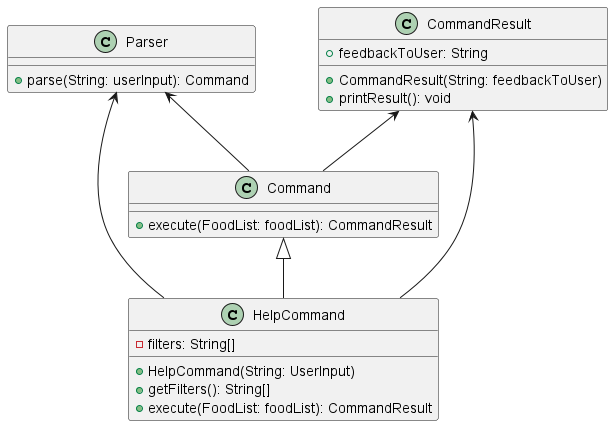 C Parser
parse(String: userInput): Command
C CommandResult
feedbackToUser: String
CommandResult(String: feedbackToUser)
printResult(): void
C Command
execute(FoodList: foodList): CommandResult
C HelpCommand
filters: String[]
HelpCommand(String: UserInput)
getFilters(): String[]
execute(FoodList: foodList): CommandResult